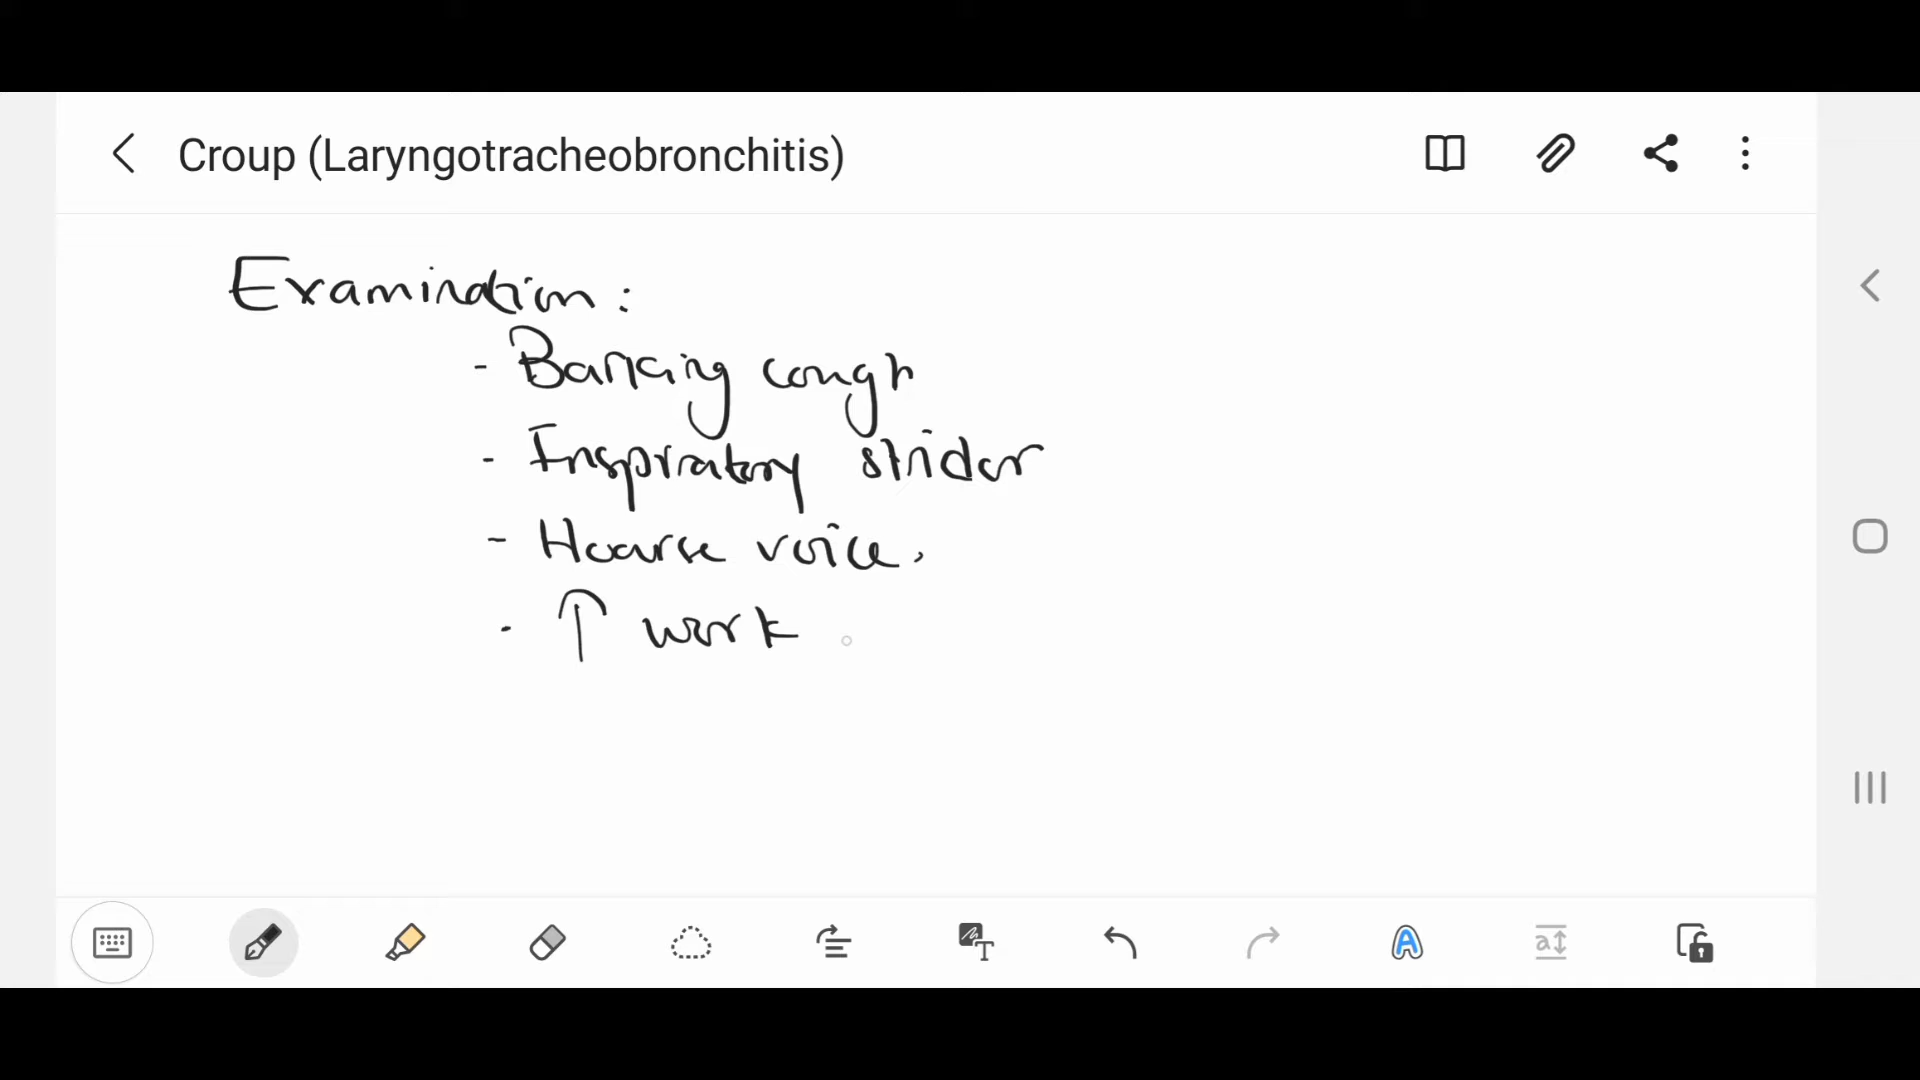 Croup (Laryngotracheobronchitis)
Examination:
- Barking cough
- Inspiratory stridor
- Hoarse voice.
- ↑ work